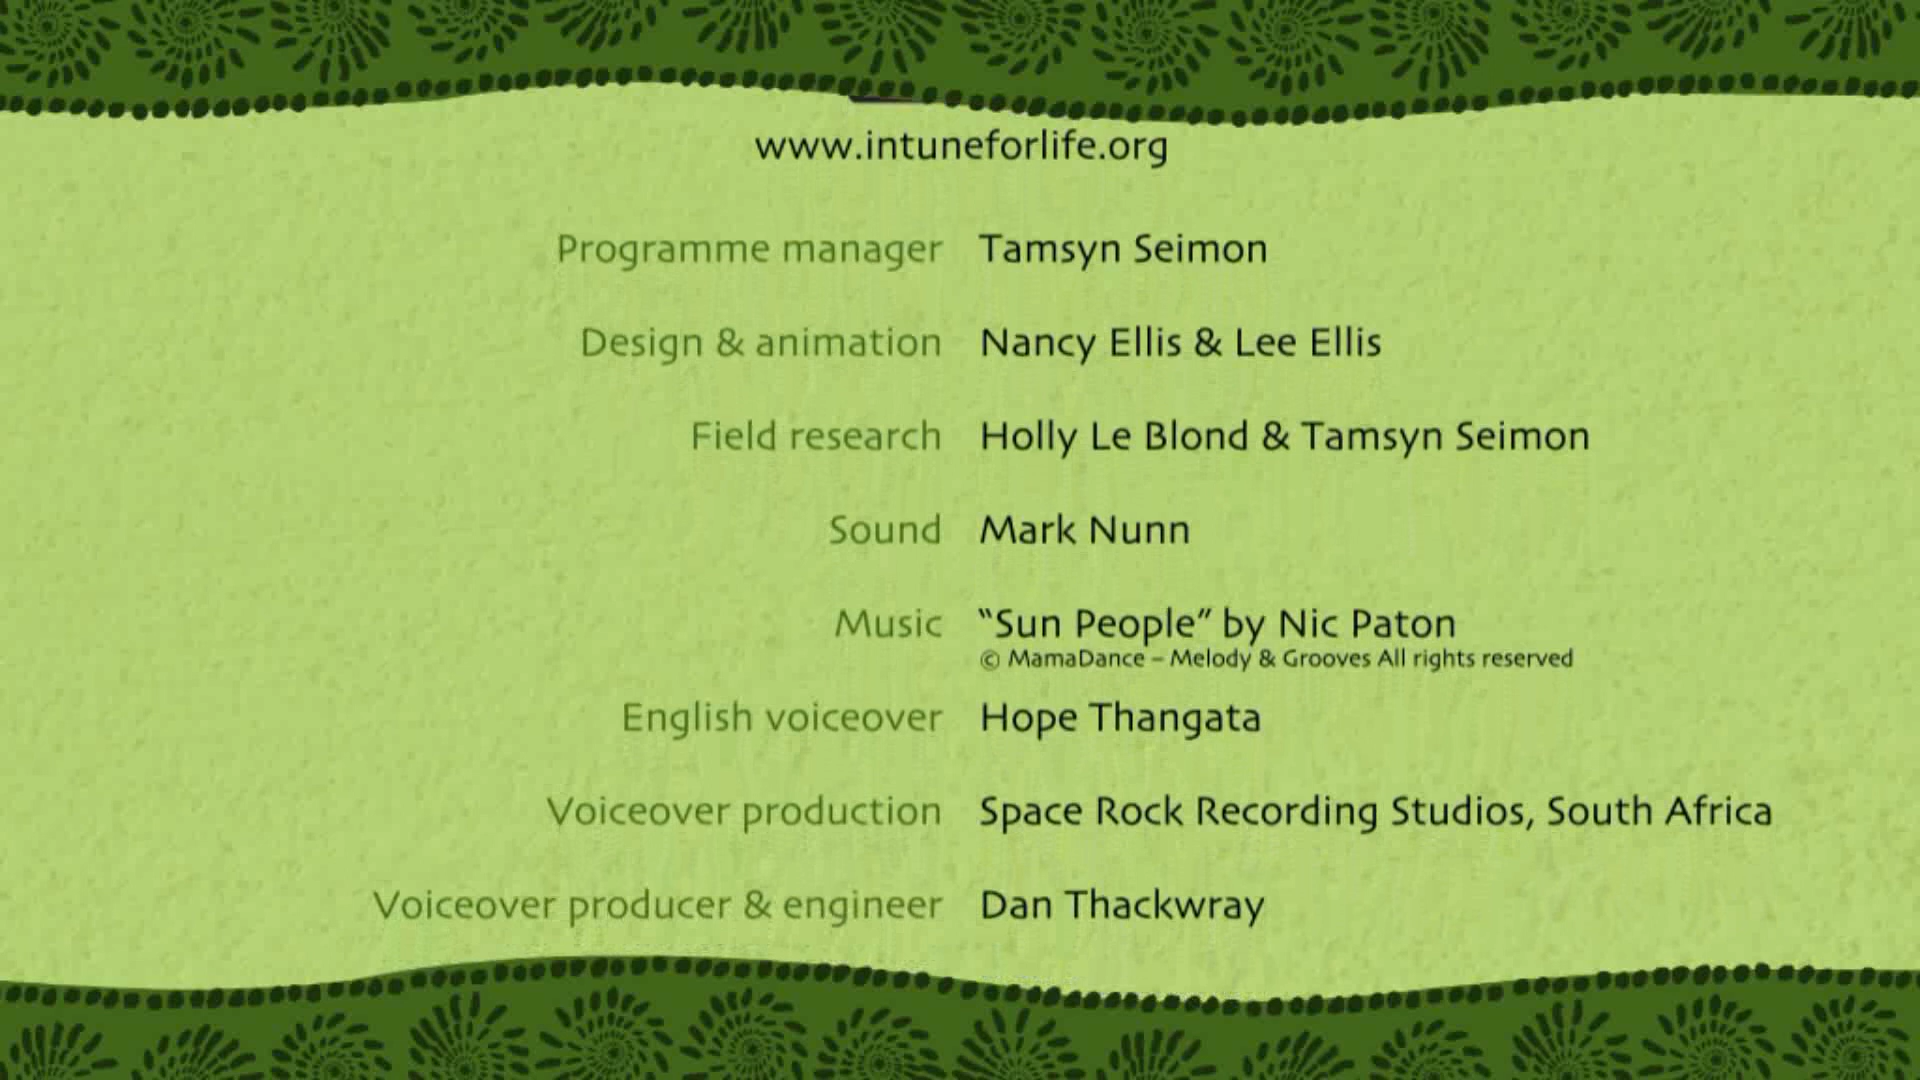 www.intuneforlife.org
Programme manager Tamsyn Seimon
Design & animation Nancy Ellis & Lee Ellis
Field research Holly Le Blond & Tamsyn Seimon
Sound Mark Nunn
Music “Sun People” by Nic Paton
© MamaDance – Melody & Grooves All rights reserved
English voiceover Hope Thangata
Voiceover production Space Rock Recording Studios, South Africa
Voiceover producer & engineer Dan Thackwray